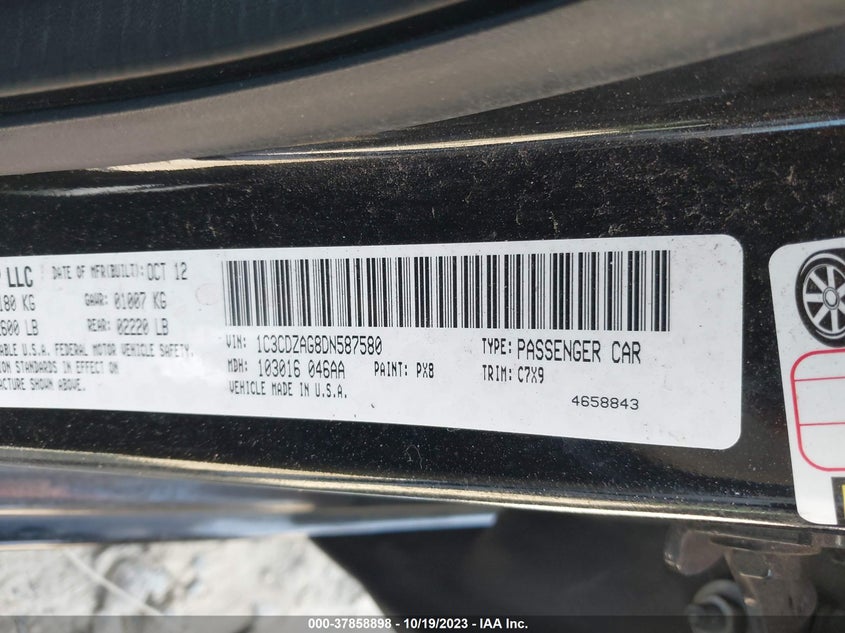 LLC DATE OF MFR(BUILT): OCT 12
180 KG GAWR: 01007 KG
600 LB REAR: 02220 LB
ABLE U.S.A. FEDERAL MOTOR VEHICLE SAFETY,
ION STANDARDS IN EFFECT ON
FACTURE SHOWN ABOVE.
VIN: 1C3CDZAG8DN587580 TYPE: PASSENGER CAR
MDH: 103016 046AA PAINT: PX8 TRIM: C7X9
VEHICLE MADE IN U.S.A.
4658843
000-37858898 - 10/19/2023 - IAA Inc.